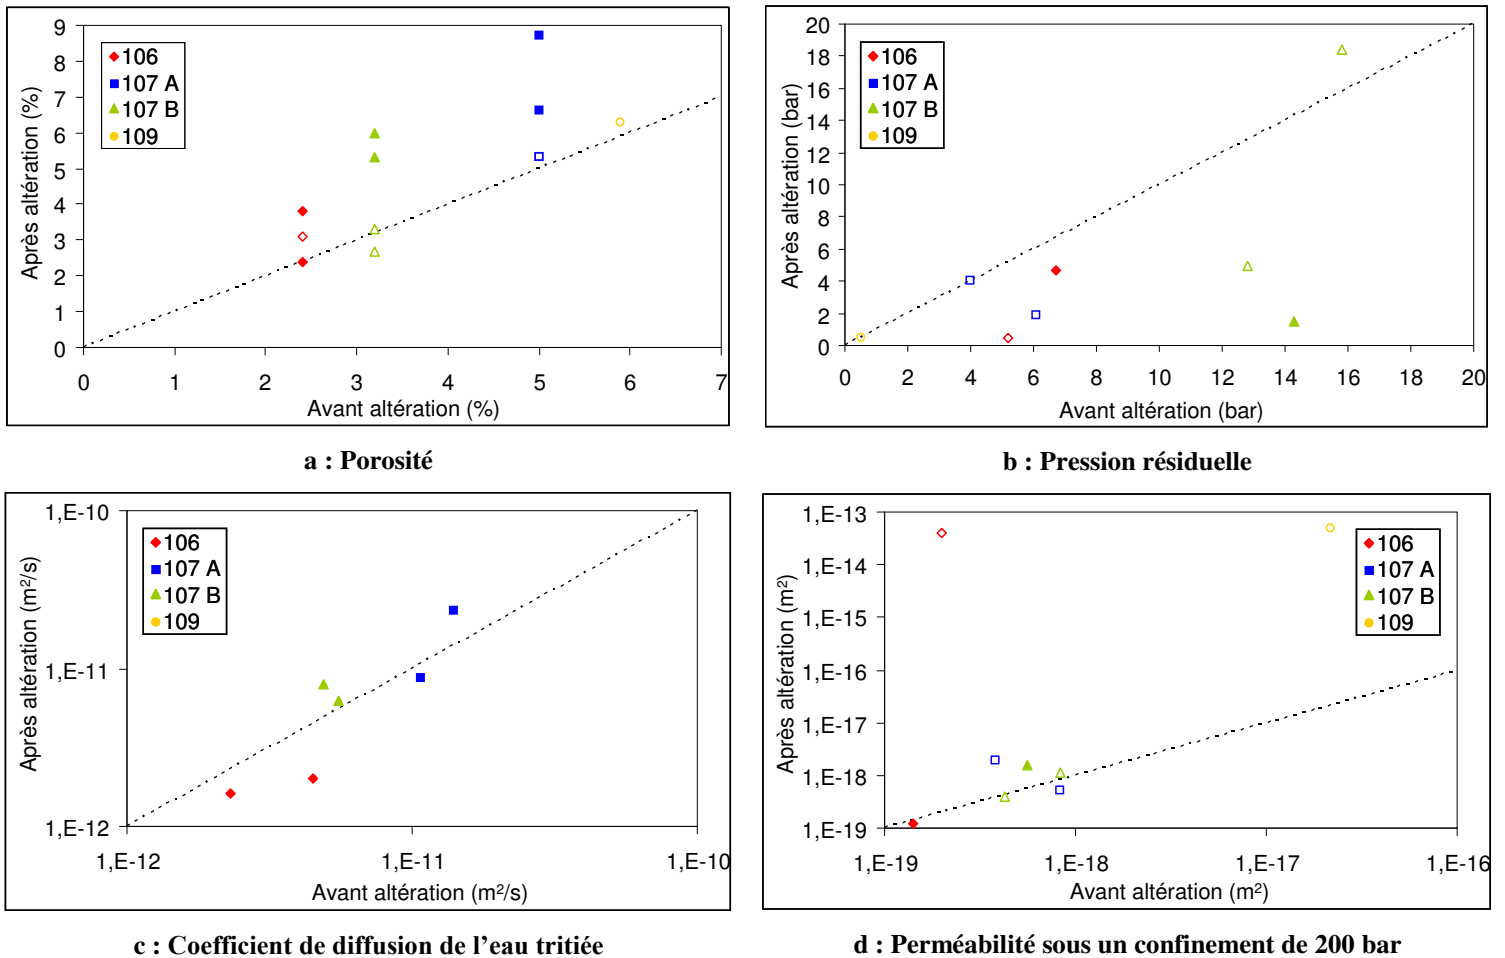 9
8
7
6
5
4
3
2
1
0
Après altération (%)
106
107 A
107 B
109
0 1 2 3 4 5 6 7
Avant altération (%)
a : Porosité
20
18
16
14
12
10
8
6
4
2
0
Après altération (bar)
106
107 A
107 B
109
0 2 4 6 8 10 12 14 16 18 20
Avant altération (bar)
b : Pression résiduelle
1,E-10
1,E-11
1,E-12
Après altération (m²/s)
106
107 A
107 B
109
1,E-12 1,E-11 1,E-10
Avant altération (m²/s)
c : Coefficient de diffusion de l’eau tritiée
1,E-13
1,E-14
1,E-15
1,E-16
1,E-17
1,E-18
1,E-19
Après altération (m²)
106
107 A
107 B
109
1,E-19 1,E-18 1,E-17 1,E-16
Avant altération (m²)
d : Perméabilité sous un confinement de 200 bar